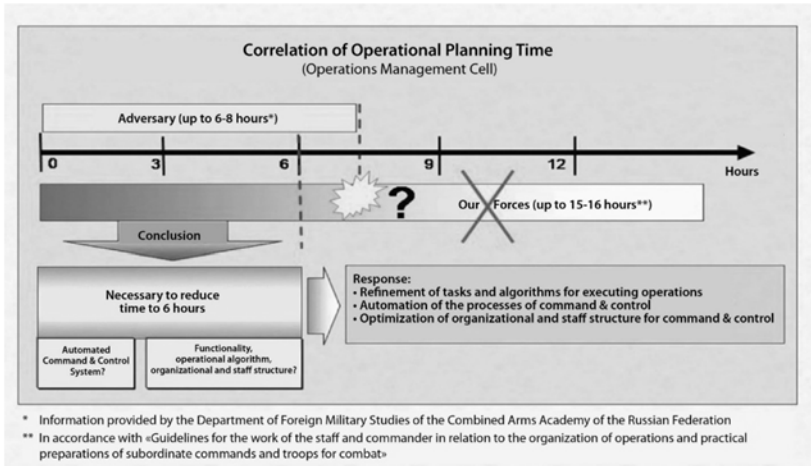 Correlation of Operational Planning Time
(Operations Management Cell)
Adversary (up to 6-8 hours*)
0 3 6 9 12
Hours
? Our Forces (up to 15-16 hours**)
Conclusion
Necessary to reduce
time to 6 hours
Automated
Command & Control
System?
Functionality,
operational algorithm,
organizational and staff structure?
Response:
• Refinement of tasks and algorithms for executing operations
• Automation of the processes of command & control
• Optimization of organizational and staff structure for command & control
* Information provided by the Department of Foreign Military Studies of the Combined Arms Academy of the Russian Federation
** In accordance with «Guidelines for the work of the staff and commander in relation to the organization of operations and practical
preparations of subordinate commands and troops for combat»